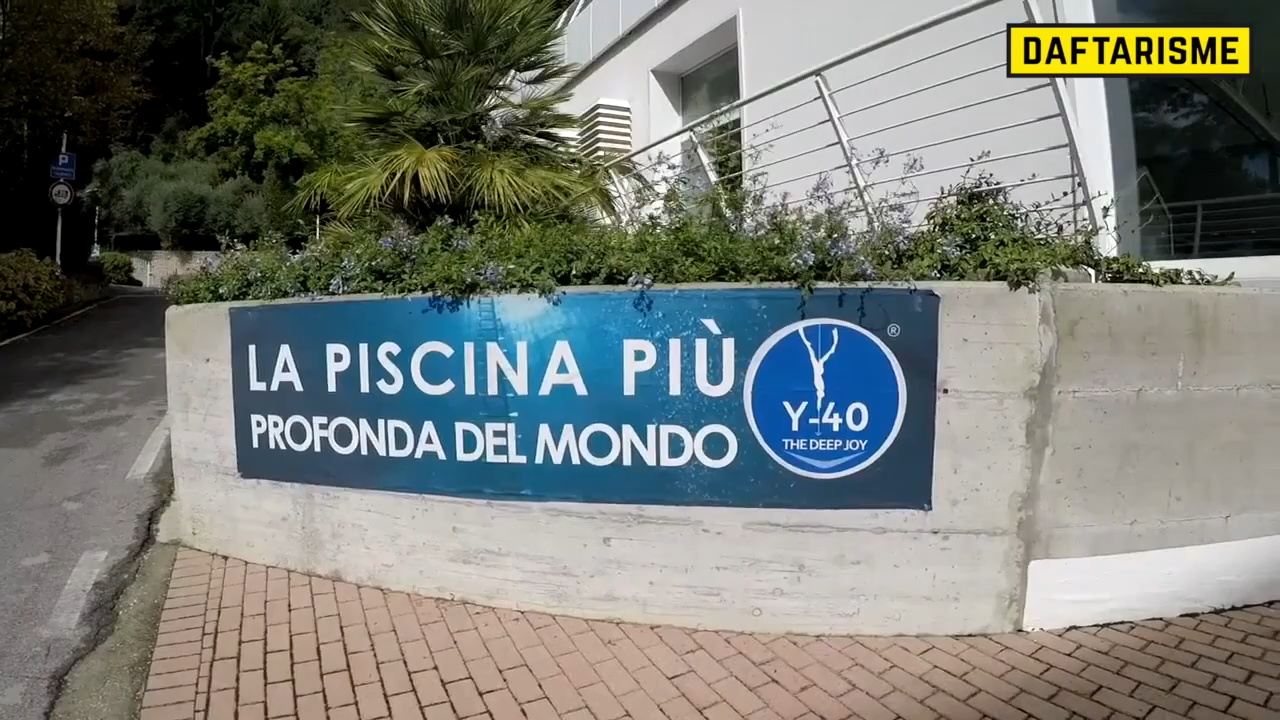 DAFTARISME
LA PISCINA PIÙ
PROFONDA DEL MONDO
®
Y-40
THE DEEP JOY
P